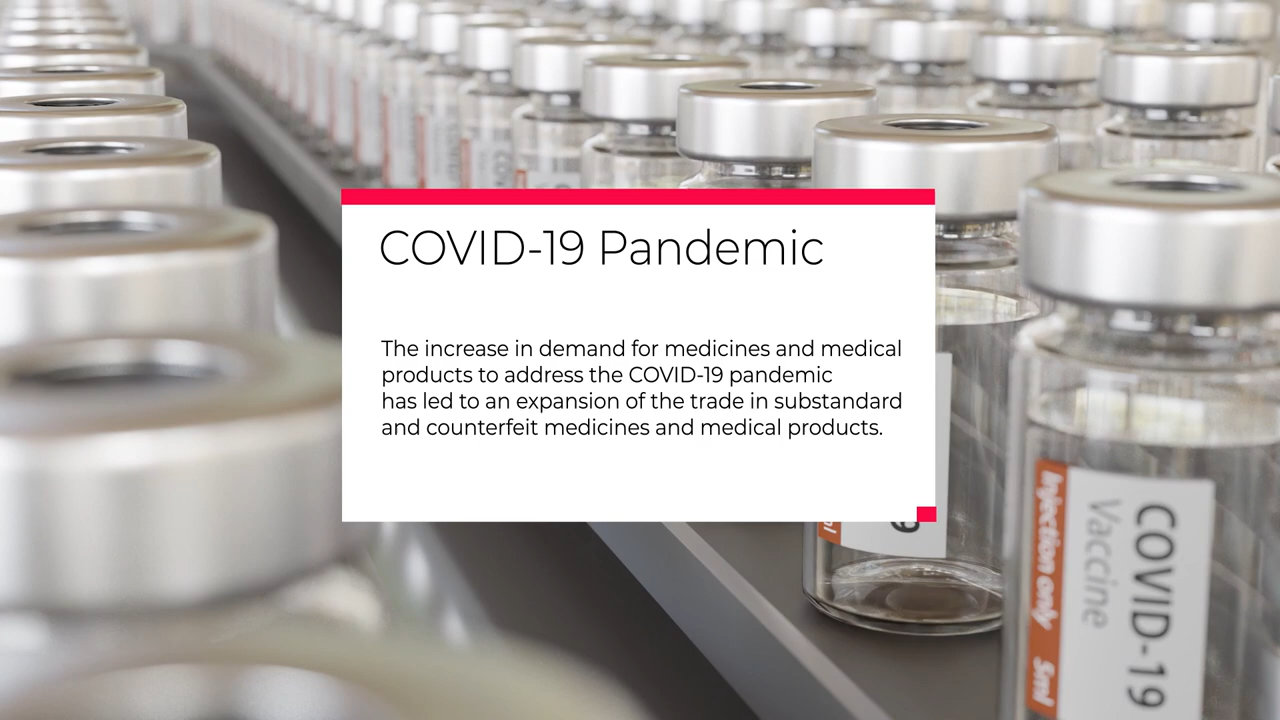 COVID-19 Pandemic
The increase in demand for medicines and medical
products to address the COVID-19 pandemic
has led to an expansion of the trade in substandard
and counterfeit medicines and medical products.
COVID-19
Vaccine
Injection only 5ml